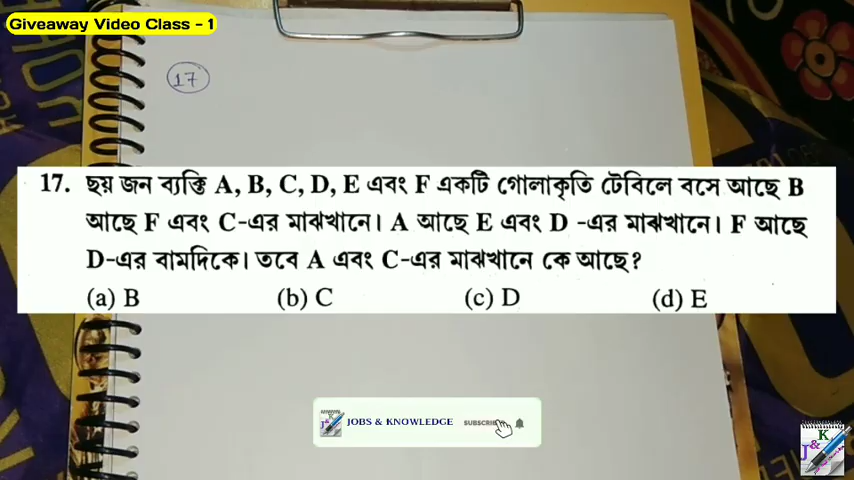 Giveaway Video Class - 1
17
17. ছয় জন ব্যক্তি A, B, C, D, E এবং F একটি গোলাকৃতি টেবিলে বসে আছে B
আছে F এবং C-এর মাঝখানে। A আছে E এবং D -এর মাঝখানে। F আছে
D-এর বামদিকে। তবে A এবং C-এর মাঝখানে কে আছে?
(a) B (b) C (c) D (d) E
JOBS & KNOWLEDGE SUBSCRIBE
J&K